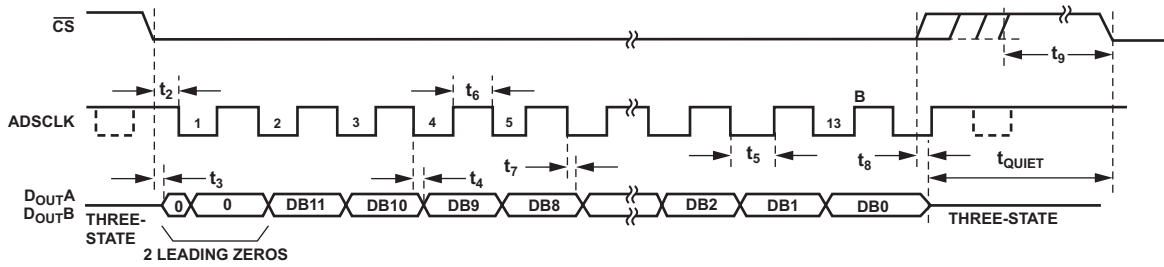 CS
t9
t2
t6
B
ADSCLK
1
2
3
4
5
13
t3
t4
t7
t5
t8
tQUIET
DOUTA
DOUTB
THREE-
STATE
0
0
DB11
DB10
DB9
DB8
DB2
DB1
DB0
THREE-STATE
2 LEADING ZEROS